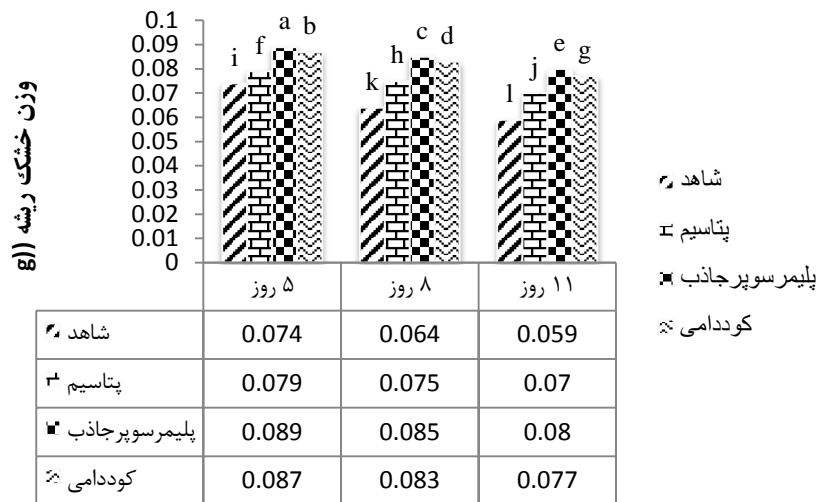 وزن خشک ریشه ((g
0.1
0.09
0.08
0.07
0.06
0.05
0.04
0.03
0.02
0.01
0
i f a b
k h c d
l j e g
۵ روز ۸ روز ۱۱ روز
شاهد 0.074 0.064 0.059
پتاسیم 0.079 0.075 0.07
پلیمرسوپرجاذب 0.089 0.085 0.08
کوددامی 0.087 0.083 0.077
شاهد
پتاسیم
پلیمرسوپرجاذب
کوددامی